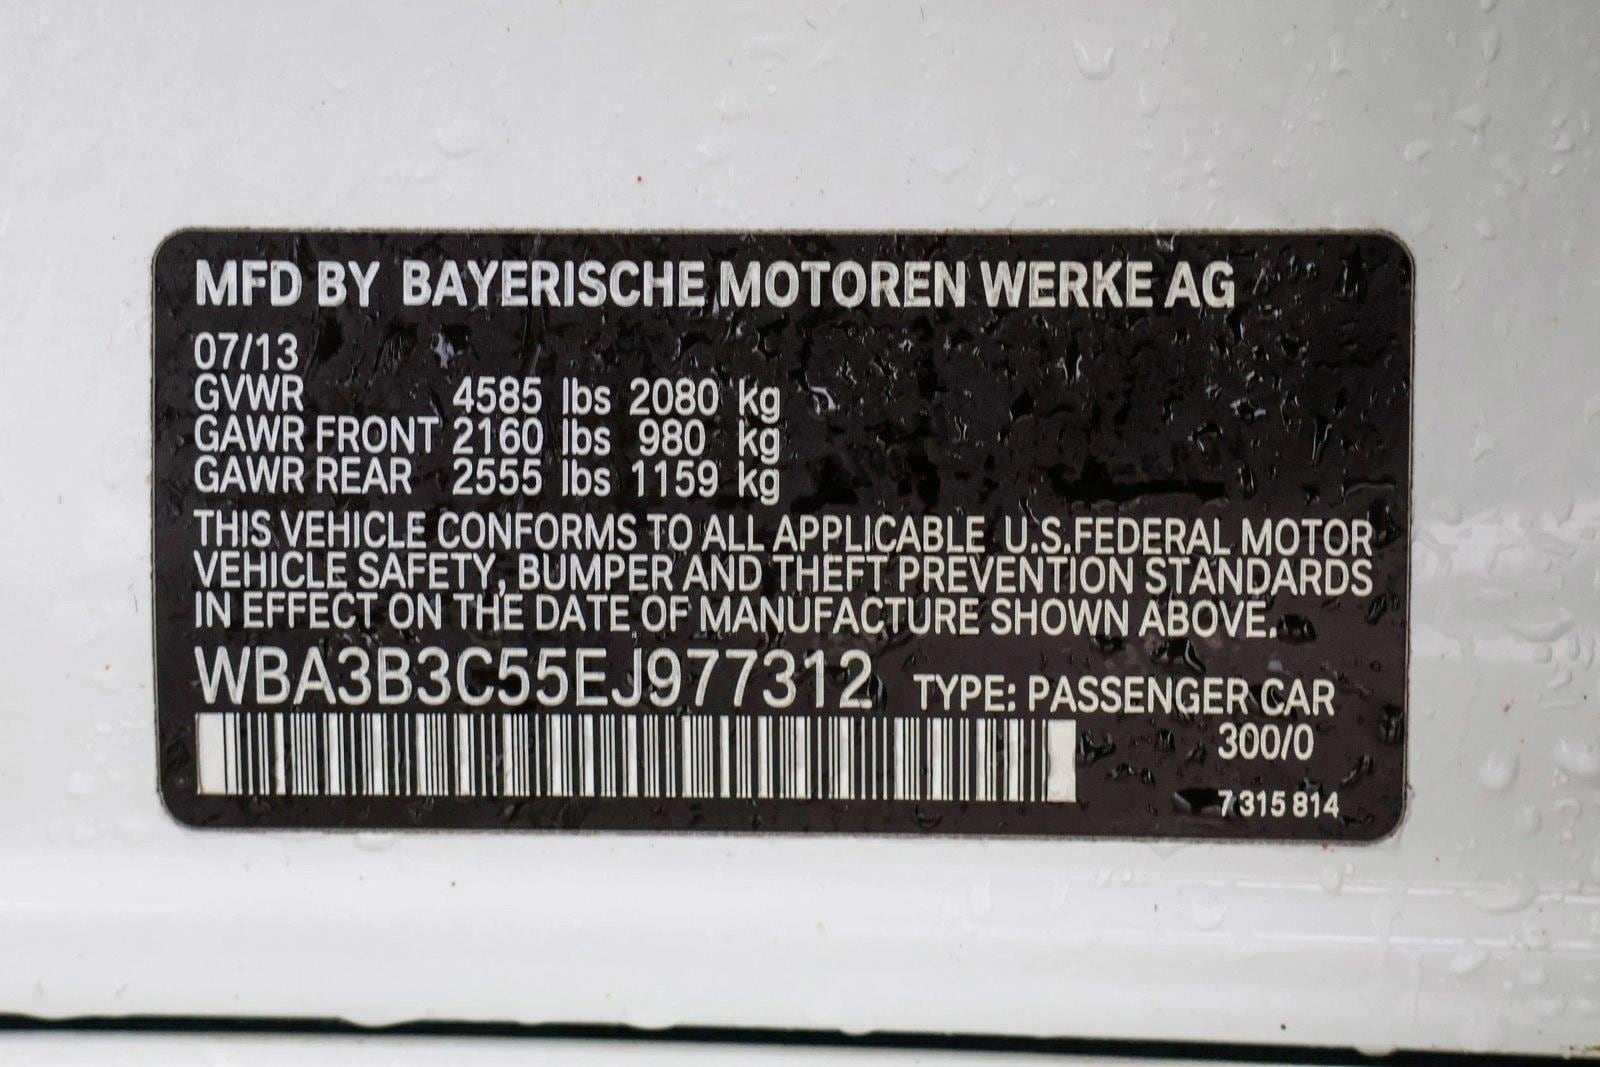 MFD BY BAYERISCHE MOTOREN WERKE AG
07/13
GVWR 4585 lbs 2080 kg
GAWR FRONT 2160 lbs 980 kg
GAWR REAR 2555 lbs 1159 kg
THIS VEHICLE CONFORMS TO ALL APPLICABLE U.S.FEDERAL MOTOR
VEHICLE SAFETY, BUMPER AND THEFT PREVENTION STANDARDS
IN EFFECT ON THE DATE OF MANUFACTURE SHOWN ABOVE.
WBA3B3C55EJ977312 TYPE: PASSENGER CAR
300/0
7 315 814